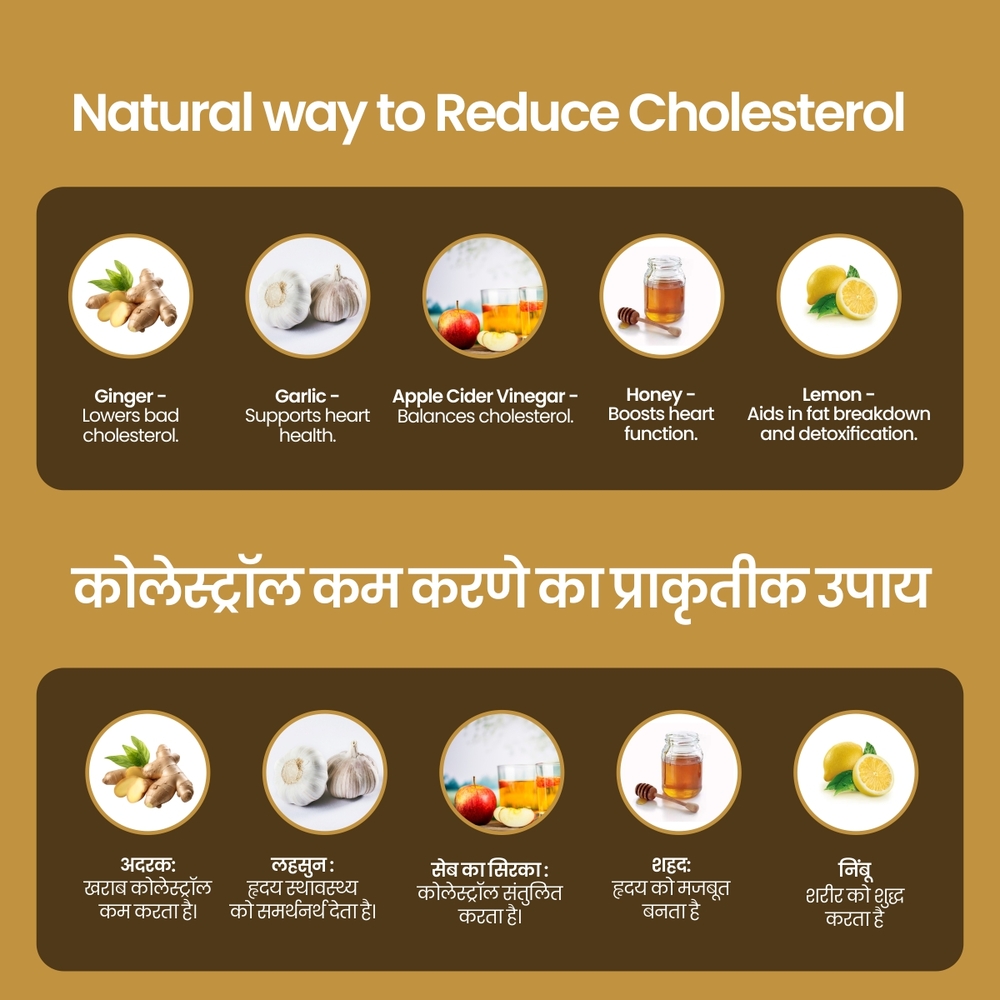 Natural way to Reduce Cholesterol
Ginger -
Lowers bad
cholesterol.
Garlic -
Supports heart
health.
Apple Cider Vinegar -
Balances cholesterol.
Honey -
Boosts heart
function.
Lemon -
Aids in fat breakdown
and detoxification.
कोलेस्ट्रॉल कम करणे का प्राकृतीक उपाय
अदरक:
खराब कोलेस्ट्रॉल
कम करता है।
लहसुन :
हृदय स्थावस्थ्य
को समर्थनर्थ देता है।
सेब का सिरका :
कोलेस्ट्रॉल संतुलित
करता है।
शहद:
हृदय को मजबूत
बनता है
निंबू
शरीर को शुद्ध
करता है